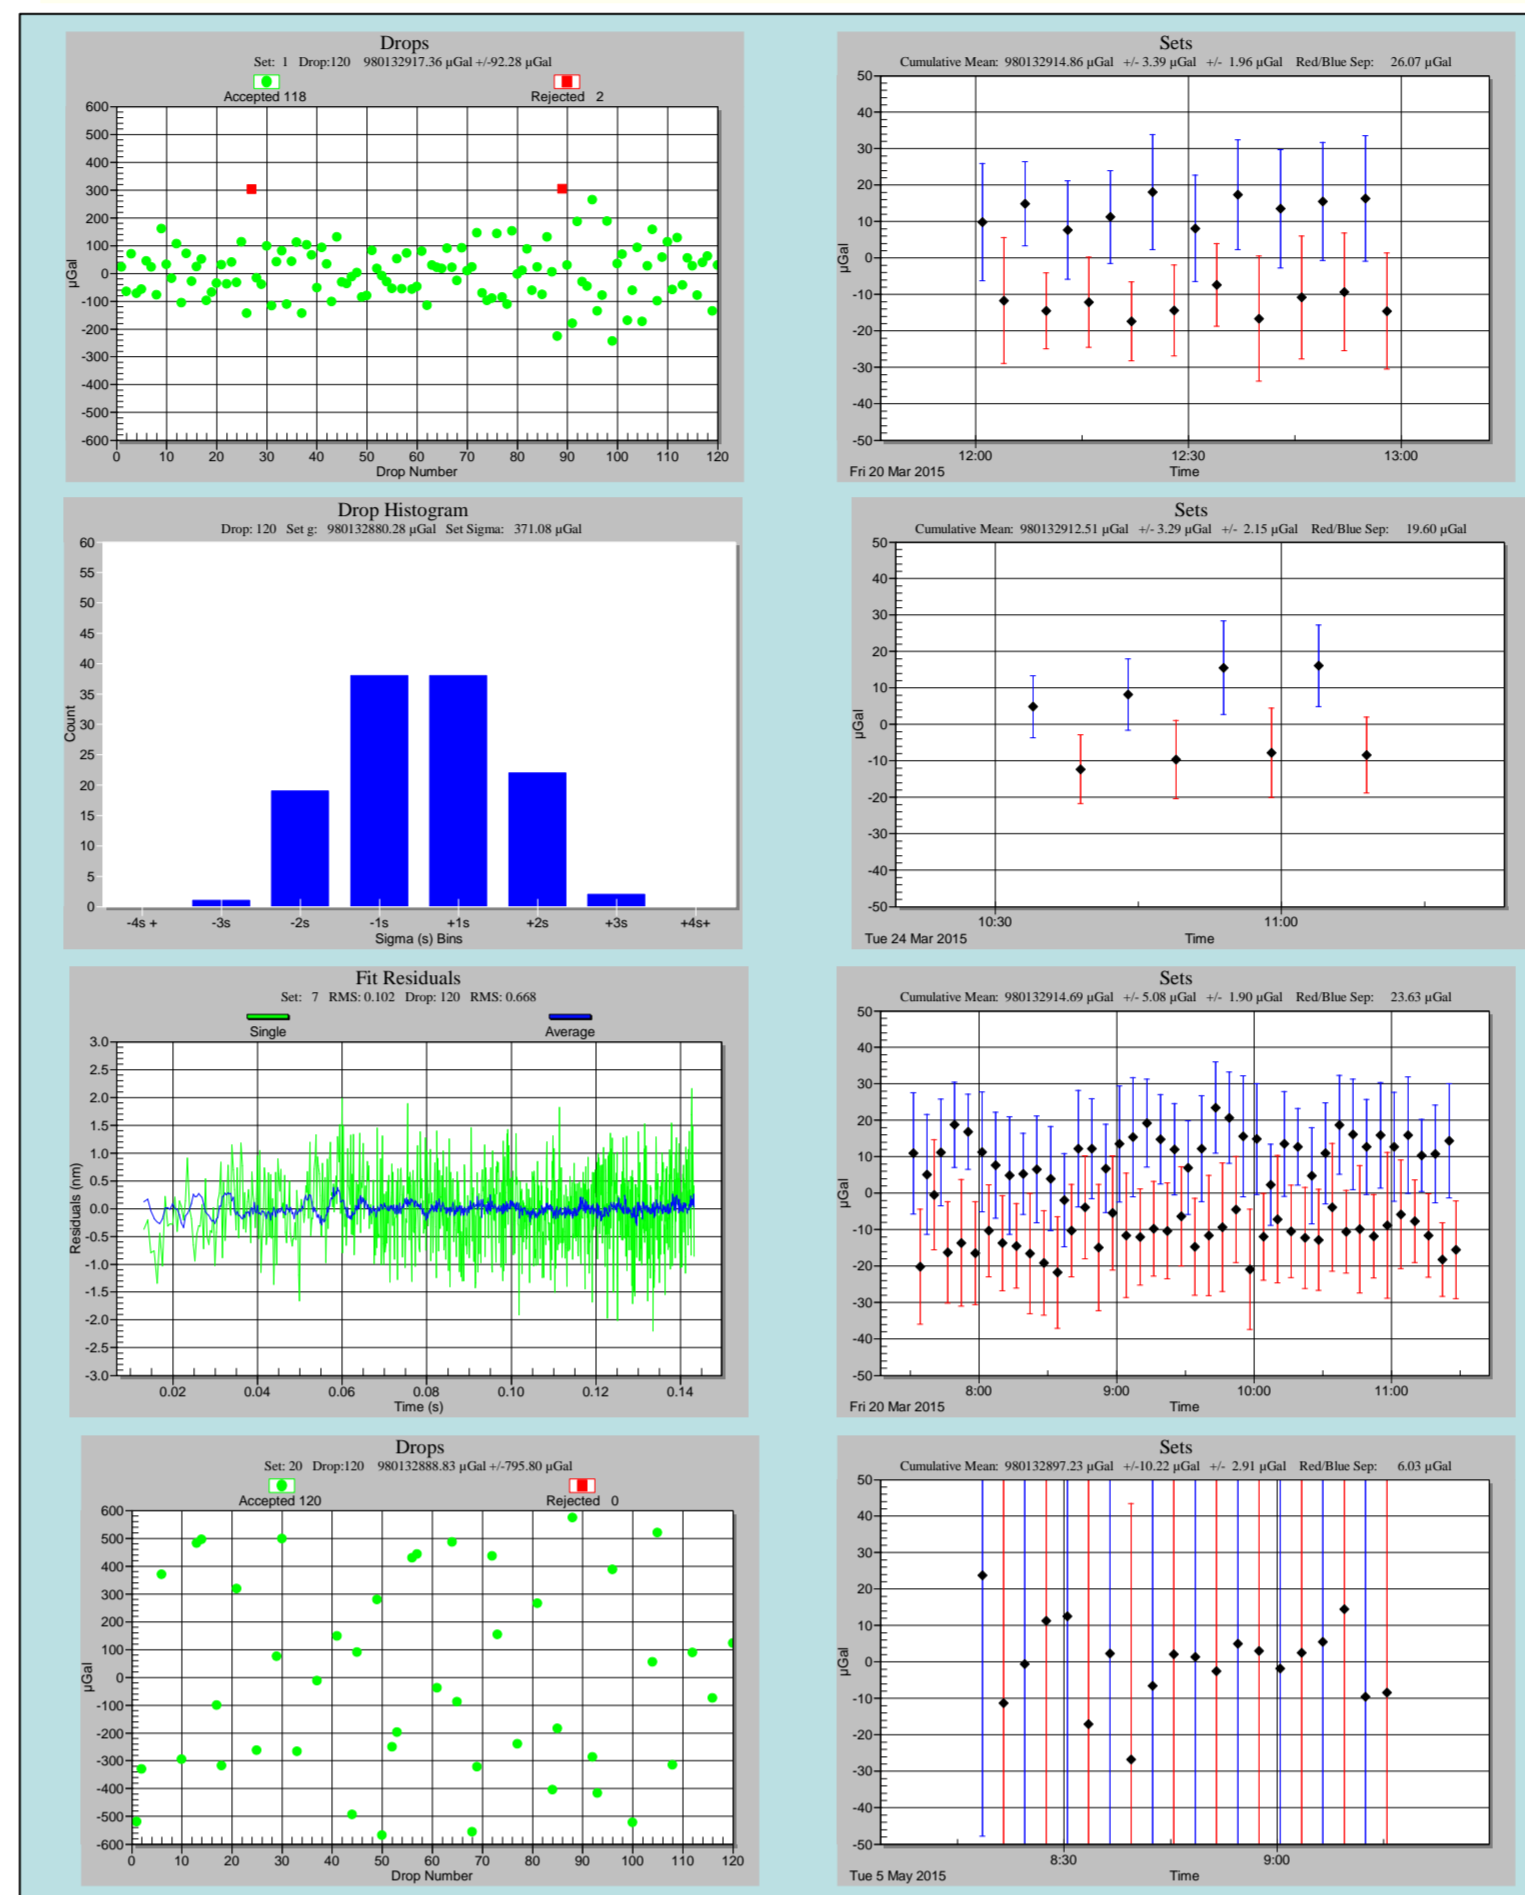 Drops
Set: 1 Drop:120 980132917.36 µGal +/-92.28 µGal
Accepted 118 Rejected 2
600
500
400
300
200
100
0
-100
-200
-300
-400
-500
-600
µGal
0 10 20 30 40 50 60 70 80 90 100 110 120
Drop Number
Sets
Cumulative Mean: 980132914.86 µGal +/- 3.39 µGal +/- 1.96 µGal Red/Blue Sep: 26.07 µGal
50
40
30
20
10
0
-10
-20
-30
-40
-50
µGal
12:00 12:30 13:00
Fri 20 Mar 2015 Time
Drop Histogram
Drop: 120 Set g: 980132880.28 µGal Set Sigma: 371.08 µGal
60
55
50
45
40
35
30
25
20
15
10
5
0
Count
-4s + -3s -2s -1s +1s +2s +3s +4s+
Sigma (s) Bins
Sets
Cumulative Mean: 980132912.51 µGal +/- 3.29 µGal +/- 2.15 µGal Red/Blue Sep: 19.60 µGal
50
40
30
20
10
0
-10
-20
-30
-40
-50
µGal
10:30 11:00
Tue 24 Mar 2015 Time
Fit Residuals
Set: 7 RMS: 0.102 Drop: 120 RMS: 0.668
Single Average
3.0
2.5
2.0
1.5
1.0
0.5
0.0
-0.5
-1.0
-1.5
-2.0
-2.5
-3.0
Residuals (nm)
0.02 0.04 0.06 0.08 0.10 0.12 0.14
Time (s)
Sets
Cumulative Mean: 980132914.69 µGal +/- 5.08 µGal +/- 1.90 µGal Red/Blue Sep: 23.63 µGal
50
40
30
20
10
0
-10
-20
-30
-40
-50
µGal
8:00 9:00 10:00 11:00
Fri 20 Mar 2015 Time
Drops
Set: 20 Drop:120 980132888.83 µGal +/-795.80 µGal
Accepted 120 Rejected 0
600
500
400
300
200
100
0
-100
-200
-300
-400
-500
-600
µGal
0 10 20 30 40 50 60 70 80 90 100 110 120
Drop Number
Sets
Cumulative Mean: 980132897.23 µGal +/-10.22 µGal +/- 2.91 µGal Red/Blue Sep: 6.03 µGal
50
40
30
20
10
0
-10
-20
-30
-40
-50
µGal
8:30 9:00
Tue 5 May 2015 Time